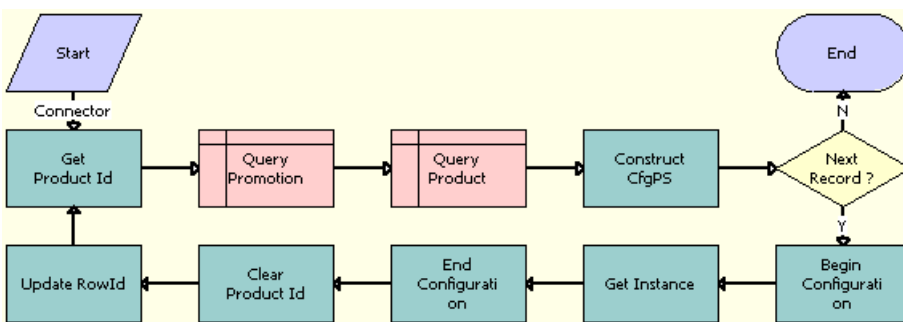 Start
End
Connector
N
Get
Product Id
Query
Promotion
Query
Product
Construct
CfgPS
Next
Record ?
Y
Update RowId
Clear
Product Id
End
Configurati
on
Get Instance
Begin
Configurati
on